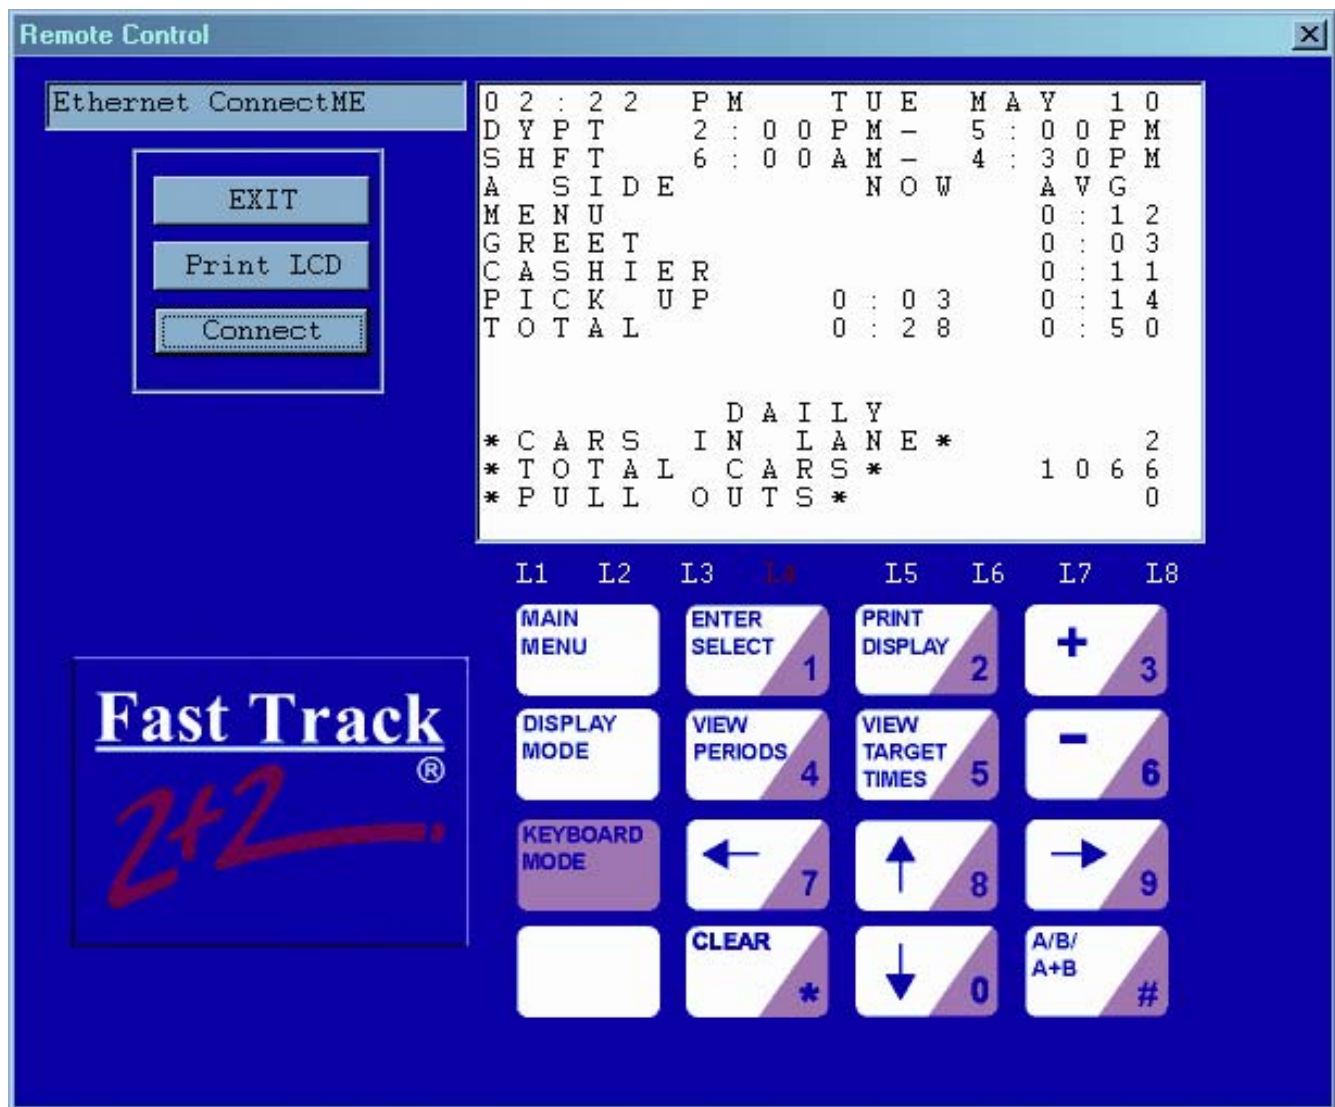 Remote Control
Ethernet ConnectME
EXIT
Print LCD
Connect
02:22 PM TUE MAY 10
DYPT 2:00PM- 5:00PM
SHFT 6:00AM- 4:30PM
A SIDE NOW AVG
MENU 0:12
GREET 0:03
CASHIER 0:11
PICK UP 0:03 0:14
TOTAL 0:28 0:50
DAILY
*CARS IN LANE* 2
*TOTAL CARS* 1066
*PULL OUTS* 0
L1 L2 L3 L4 L5 L6 L7 L8
MAIN
MENU
ENTER
SELECT
1
PRINT
DISPLAY
2
+
3
DISPLAY
MODE
VIEW
PERIODS
4
VIEW
TARGET
TIMES
5
-
6
KEYBOARD
MODE
7
8
9
CLEAR
*
0
A/B/
A+B
#
Fast Track
®
2+2